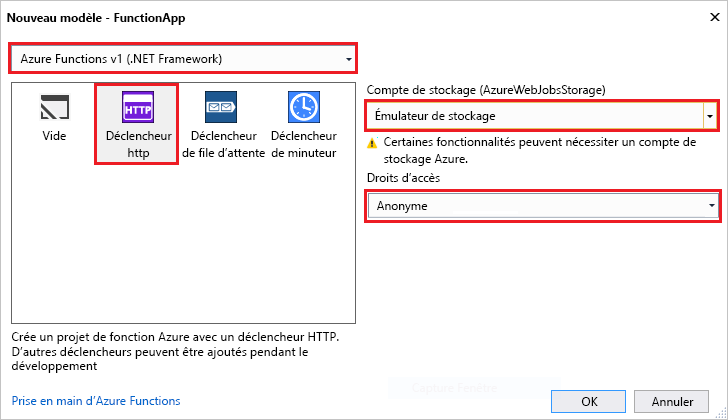 Nouveau modèle - FunctionApp
Azure Functions v1 (.NET Framework)
Vide
HTTP
Déclencheur
http
Déclencheur
de file d'attente
Déclencheur
de minuteur
Compte de stockage (AzureWebJobsStorage)
Émulateur de stockage
Certaines fonctionnalités peuvent nécessiter un compte de
stockage Azure.
Droits d'accès
Anonyme
Crée un projet de fonction Azure avec un déclencheur HTTP.
D'autres déclencheurs peuvent être ajoutés pendant le
développement
Prise en main d'Azure Functions
Capture Fenêtre
OK
Annuler